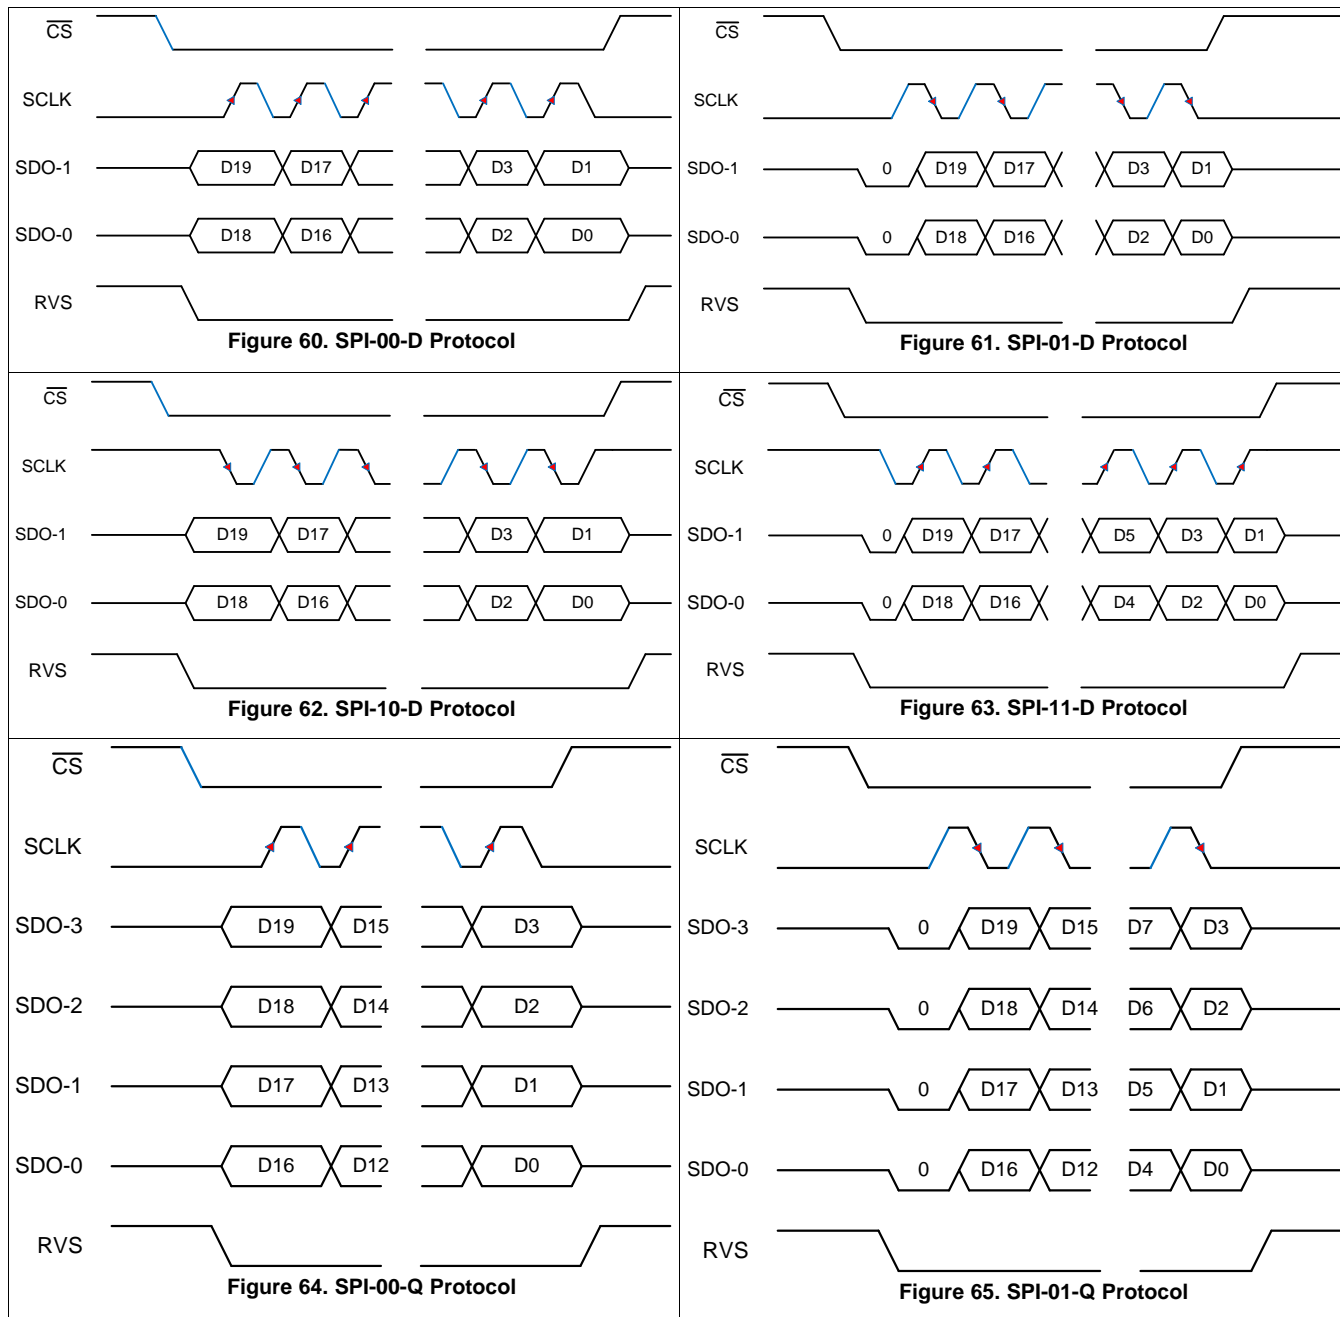 CS
SCLK
SDO-1 D19 D17 D3 D1
SDO-0 D18 D16 D2 D0
RVS
Figure 60. SPI-00-D Protocol
CS
SCLK
SDO-1 0 D19 D17 D3 D1
SDO-0 0 D18 D16 D2 D0
RVS
Figure 61. SPI-01-D Protocol
CS
SCLK
SDO-1 D19 D17 D3 D1
SDO-0 D18 D16 D2 D0
RVS
Figure 62. SPI-10-D Protocol
CS
SCLK
SDO-1 0 D19 D17 D5 D3 D1
SDO-0 0 D18 D16 D4 D2 D0
RVS
Figure 63. SPI-11-D Protocol
CS
SCLK
SDO-3 D19 D15 D3
SDO-2 D18 D14 D2
SDO-1 D17 D13 D1
SDO-0 D16 D12 D0
RVS
Figure 64. SPI-00-Q Protocol
CS
SCLK
SDO-3 0 D19 D15 D7 D3
SDO-2 0 D18 D14 D6 D2
SDO-1 0 D17 D13 D5 D1
SDO-0 0 D16 D12 D4 D0
RVS
Figure 65. SPI-01-Q Protocol